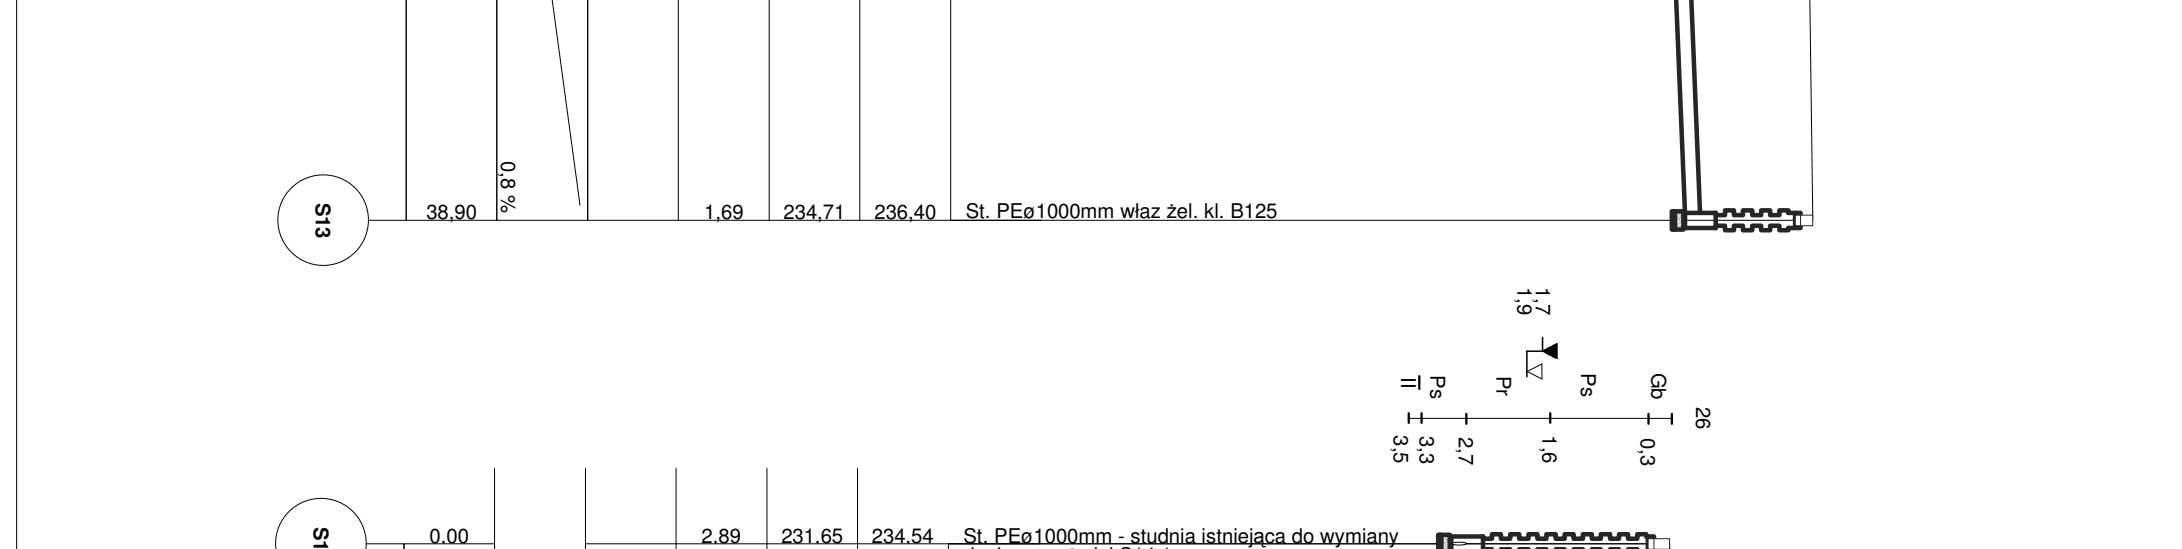 0,8 %
S13
38,90
1,69
234,71
236,40
St. PEø1000mm właz żel. kl. B125
1,7
1,9
Gb
Ps
Pr
Ps
II
26
0,3
1,6
2,7
3,3
3,5
0.00
2.89
231.65
234.54
St. PEø1000mm - studnia istniejąca do wymiany